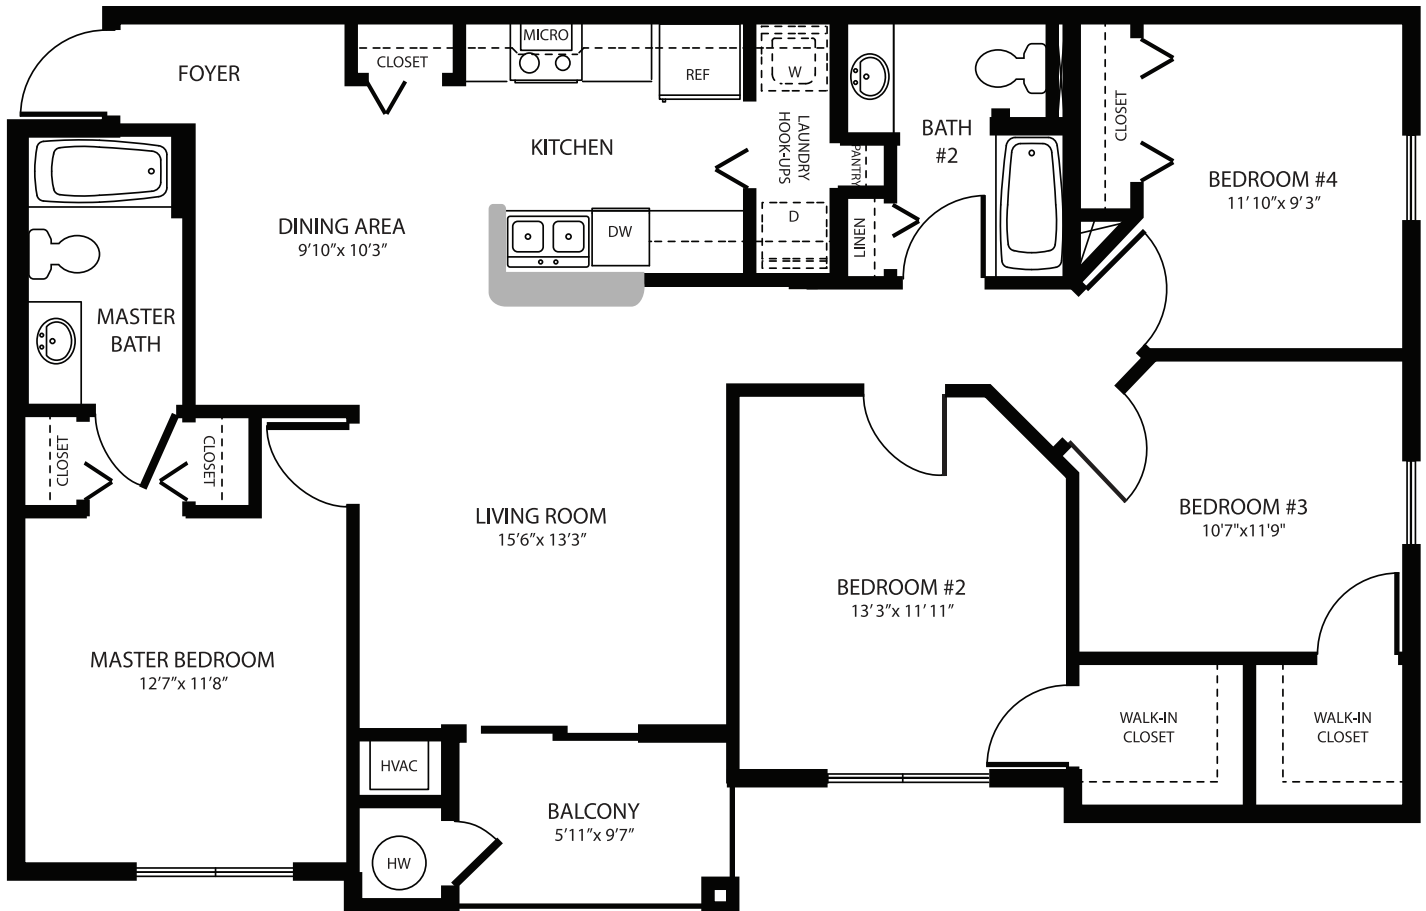 FOYER
CLOSET
MICRO
REF
W
LAUNDRY
HOOK-UPS
D
PANTRY
LINEN
BATH
#2
CLOSET
BEDROOM #4
11'10"x 9'3"
KITCHEN
DW
DINING AREA
9'10"x 10'3"
MASTER
BATH
CLOSET
CLOSET
LIVING ROOM
15'6"x 13'3"
BEDROOM #3
10'7"x11'9"
BEDROOM #2
13'3"x 11'11"
MASTER BEDROOM
12'7"x 11'8"
WALK-IN
CLOSET
WALK-IN
CLOSET
HVAC
BALCONY
5'11"x 9'7"
HW